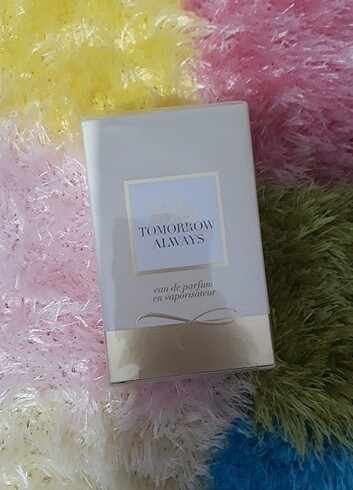 TOMORROW
ALWAYS
eau de parfum
en vaporisateur